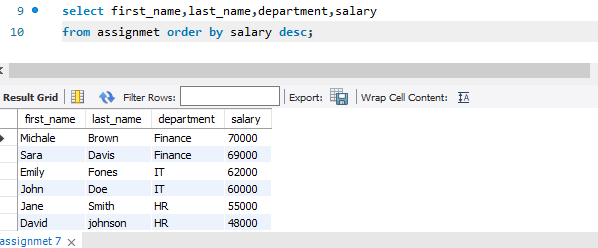 9 select first_name,last_name,department,salary
10 from assignmet order by salary desc;
Result Grid Filter Rows: Export: Wrap Cell Content:
first_name last_name department salary
Michale Brown Finance 70000
Sara Davis Finance 69000
Emily Fones IT 62000
John Doe IT 60000
Jane Smith HR 55000
David johnson HR 48000
assignmet 7